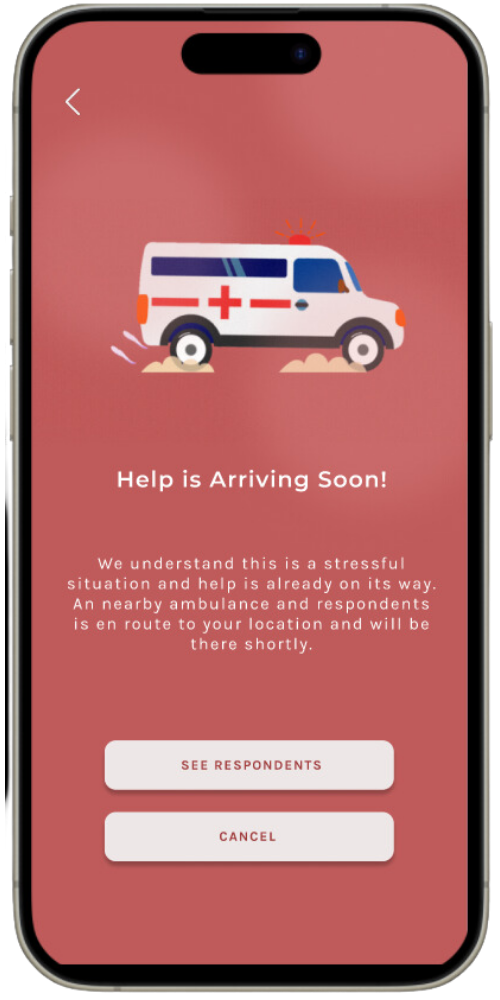 Help is Arriving Soon!
We understand this is a stressful
situation and help is already on its way.
An nearby ambulance and respondents
is en route to your location and will be
there shortly.
SEE RESPONDENTS
CANCEL